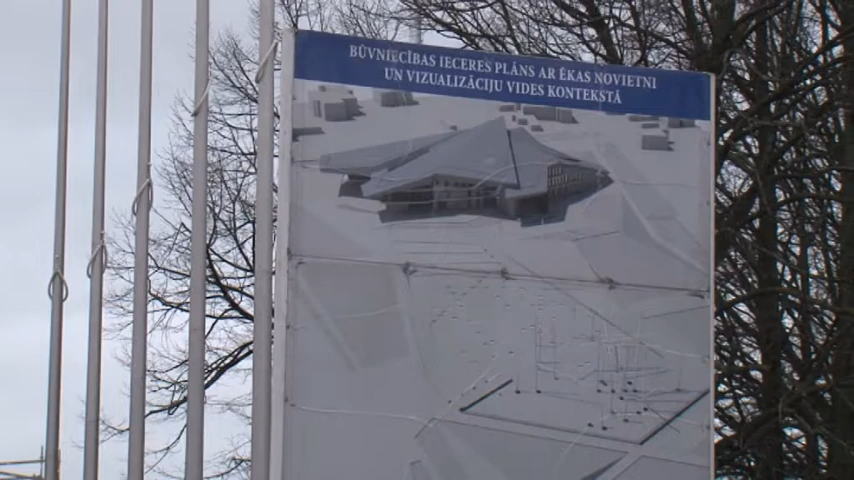 BŪVNIECĪBAS IECERES PLĀNS AR ĒKAS NOVIETNI
UN VIZUALIZĀCIJU VIDES KONTEKSTĀ